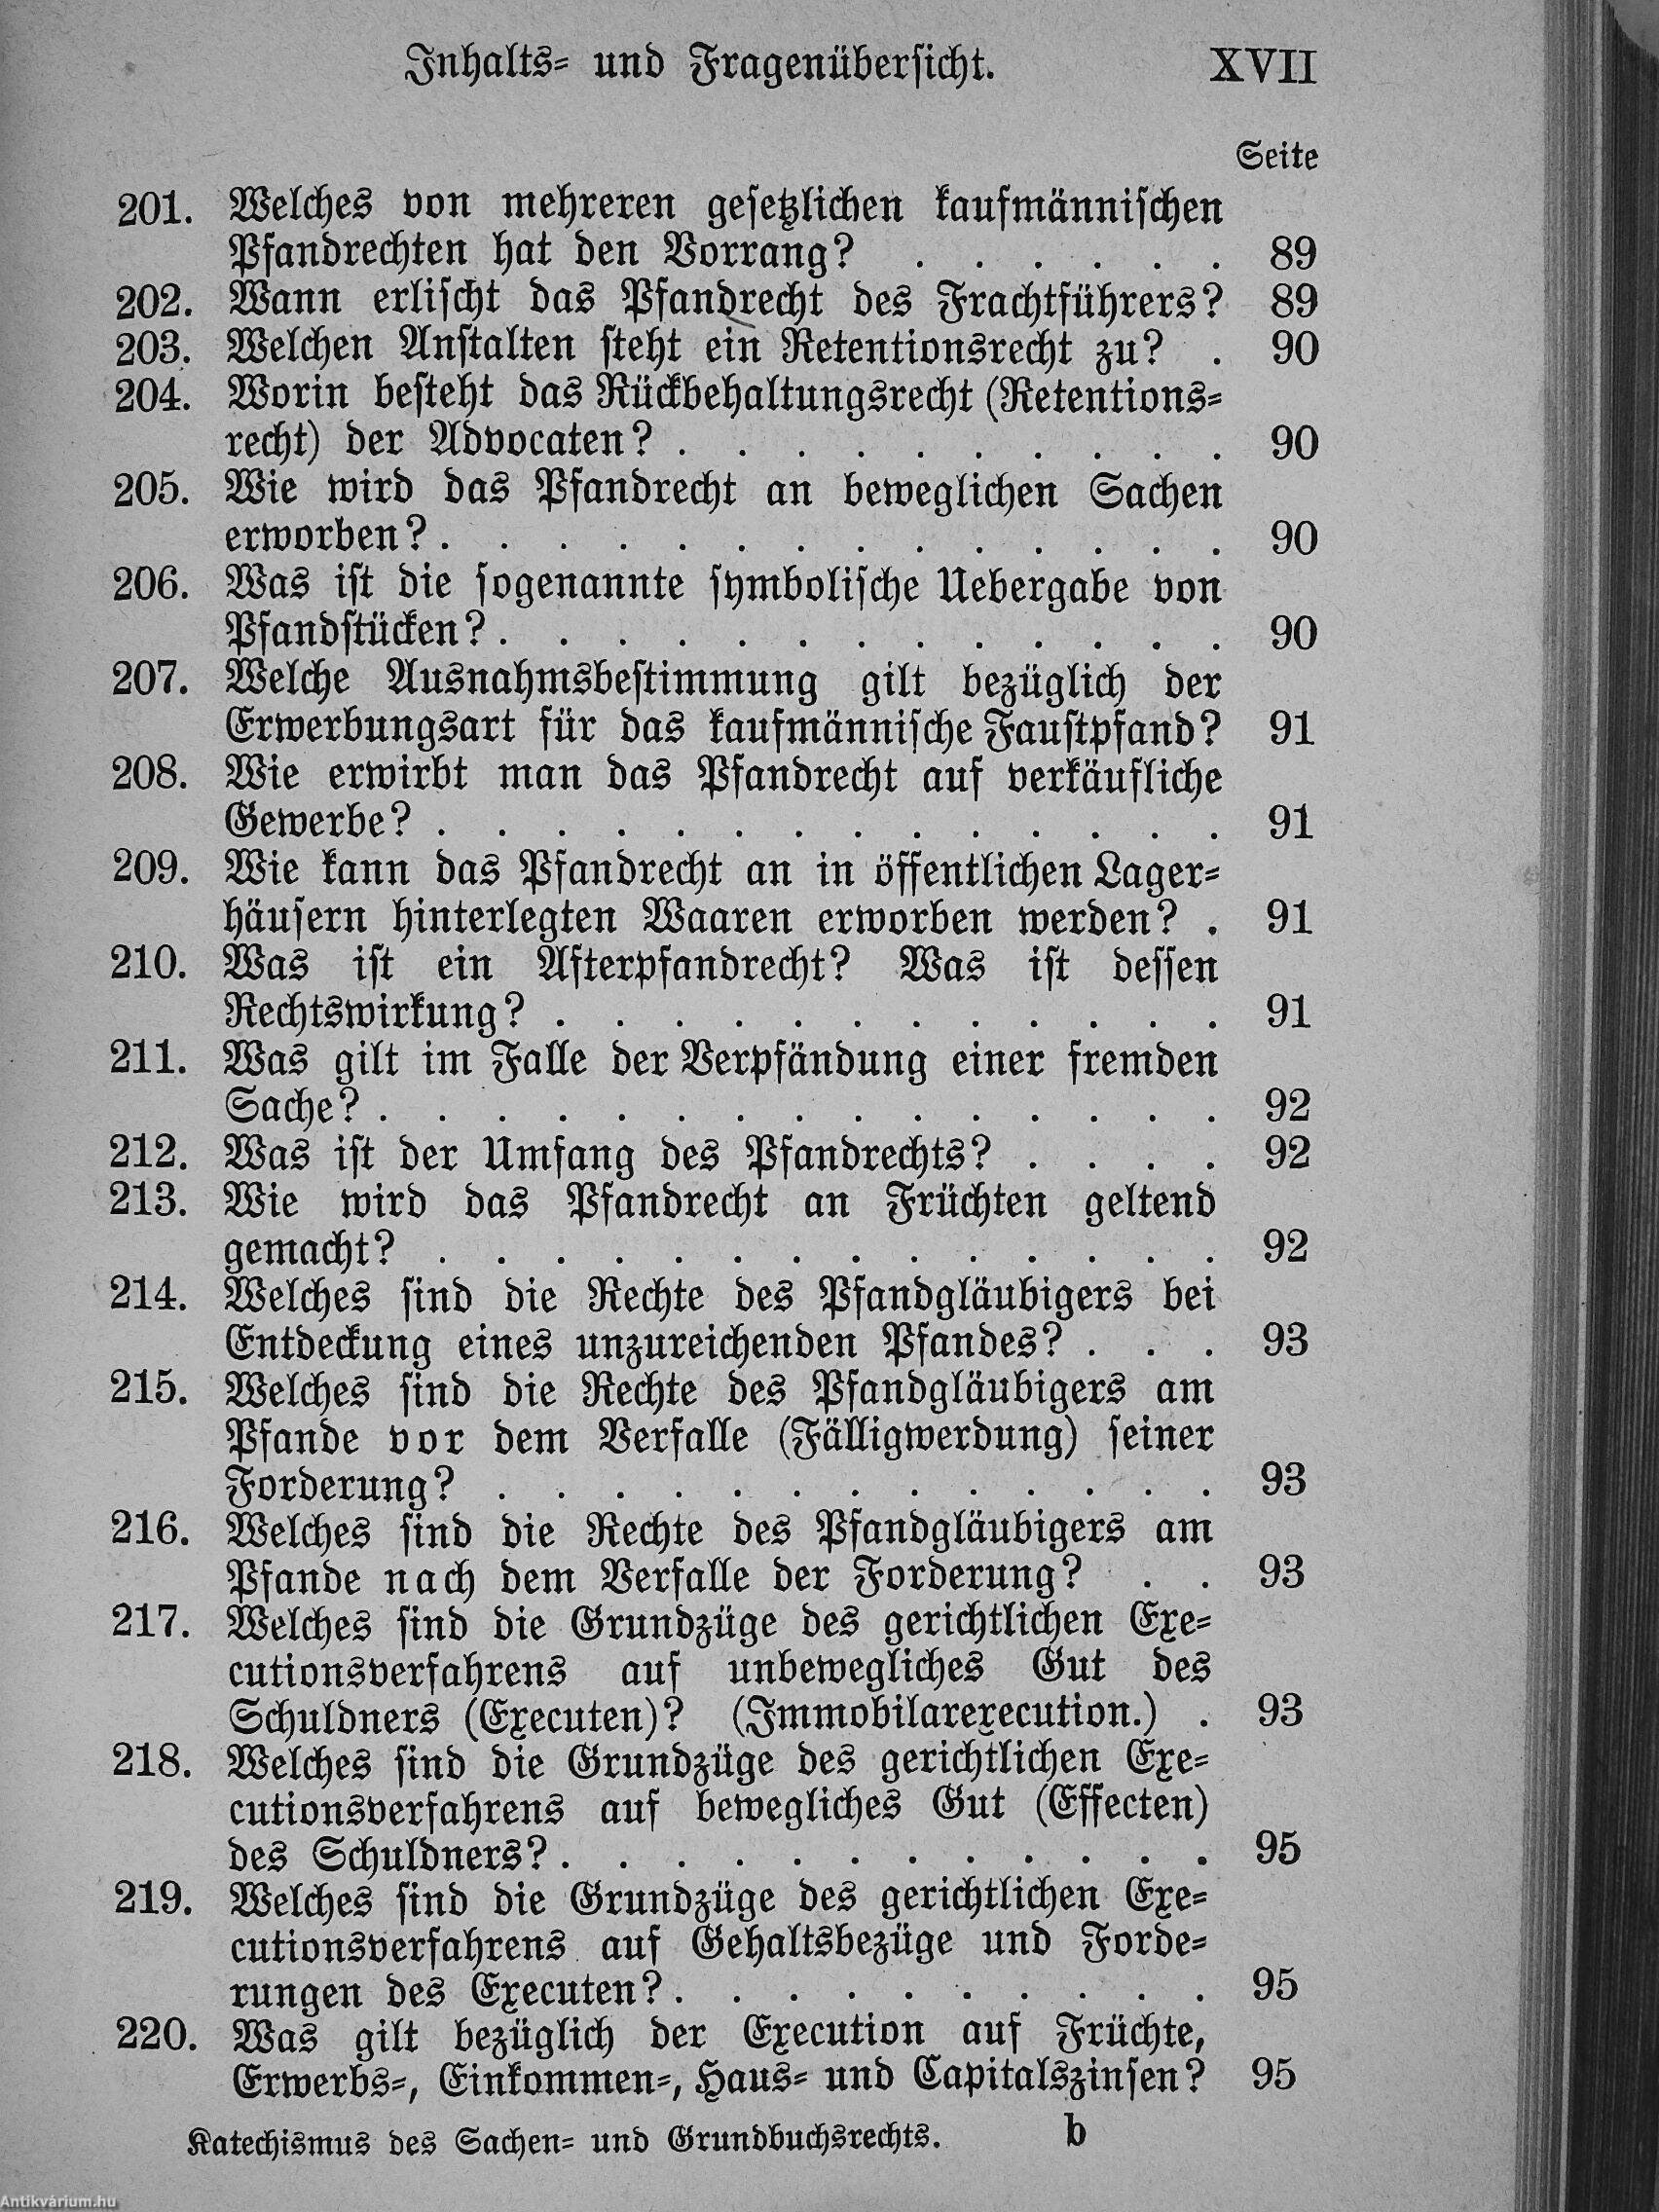 Inhalts- und Fragenübersicht. XVII
Seite
201. Welches von mehreren gesetzlichen kaufmännischen
Pfandrechten hat den Vorrang? . . . . . . 89
202. Wann erlischt das Pfandrecht des Frachtführers? 89
203. Welchen Anstalten steht ein Retentionsrecht zu? . 90
204. Worin besteht das Rückbehaltungsrecht (Retentions-
recht) der Advocaten? . . . . . . . . . . 90
205. Wie wird das Pfandrecht an beweglichen Sachen
erworben? . . . . . . . . . . . . . . 90
206. Was ist die sogenannte symbolische Uebergabe von
Pfandstücken? . . . . . . . . . . . . . 90
207. Welche Ausnahmsbestimmung gilt bezüglich der
Erwerbungsart für das kaufmännische Faustpfand? 91
208. Wie erwirbt man das Pfandrecht auf verkäufliche
Gewerbe? . . . . . . . . . . . . . . 91
209. Wie kann das Pfandrecht an in öffentlichen Lager-
häusern hinterlegten Waaren erworben werden? . 91
210. Was ist ein Afterpfandrecht? Was ist dessen
Rechtswirkung? . . . . . . . . . . . . 91
211. Was gilt im Falle der Verpfändung einer fremden
Sache? . . . . . . . . . . . . . . . 92
212. Was ist der Umfang des Pfandrechts? . . . . 92
213. Wie wird das Pfandrecht an Früchten geltend
gemacht? . . . . . . . . . . . . . . 92
214. Welches sind die Rechte des Pfandgläubigers bei
Entdeckung eines unzureichenden Pfandes? . . . 93
215. Welches sind die Rechte des Pfandgläubigers am
Pfande vor dem Verfalle (Fälligwerdung) seiner
Forderung? . . . . . . . . . . . . . 93
216. Welches sind die Rechte des Pfandgläubigers am
Pfande nach dem Verfalle der Forderung? . . 93
217. Welches sind die Grundzüge des gerichtlichen Exe-
cutionsverfahrens auf unbewegliches Gut des
Schuldners (Executen)? (Immobilarexecution.) . 93
218. Welches sind die Grundzüge des gerichtlichen Exe-
cutionsverfahrens auf bewegliches Gut (Effecten)
des Schuldners? . . . . . . . . . . . . 95
219. Welches sind die Grundzüge des gerichtlichen Exe-
cutionsverfahrens auf Gehaltsbezüge und Forde-
rungen des Executen? . . . . . . . . . . 95
220. Was gilt bezüglich der Execution auf Früchte,
Erwerbs-, Einkommen-, Haus- und Capitalszinsen? 95
Katechismus des Sachen- und Grundbuchsrechts. b
Antikvárium.hu